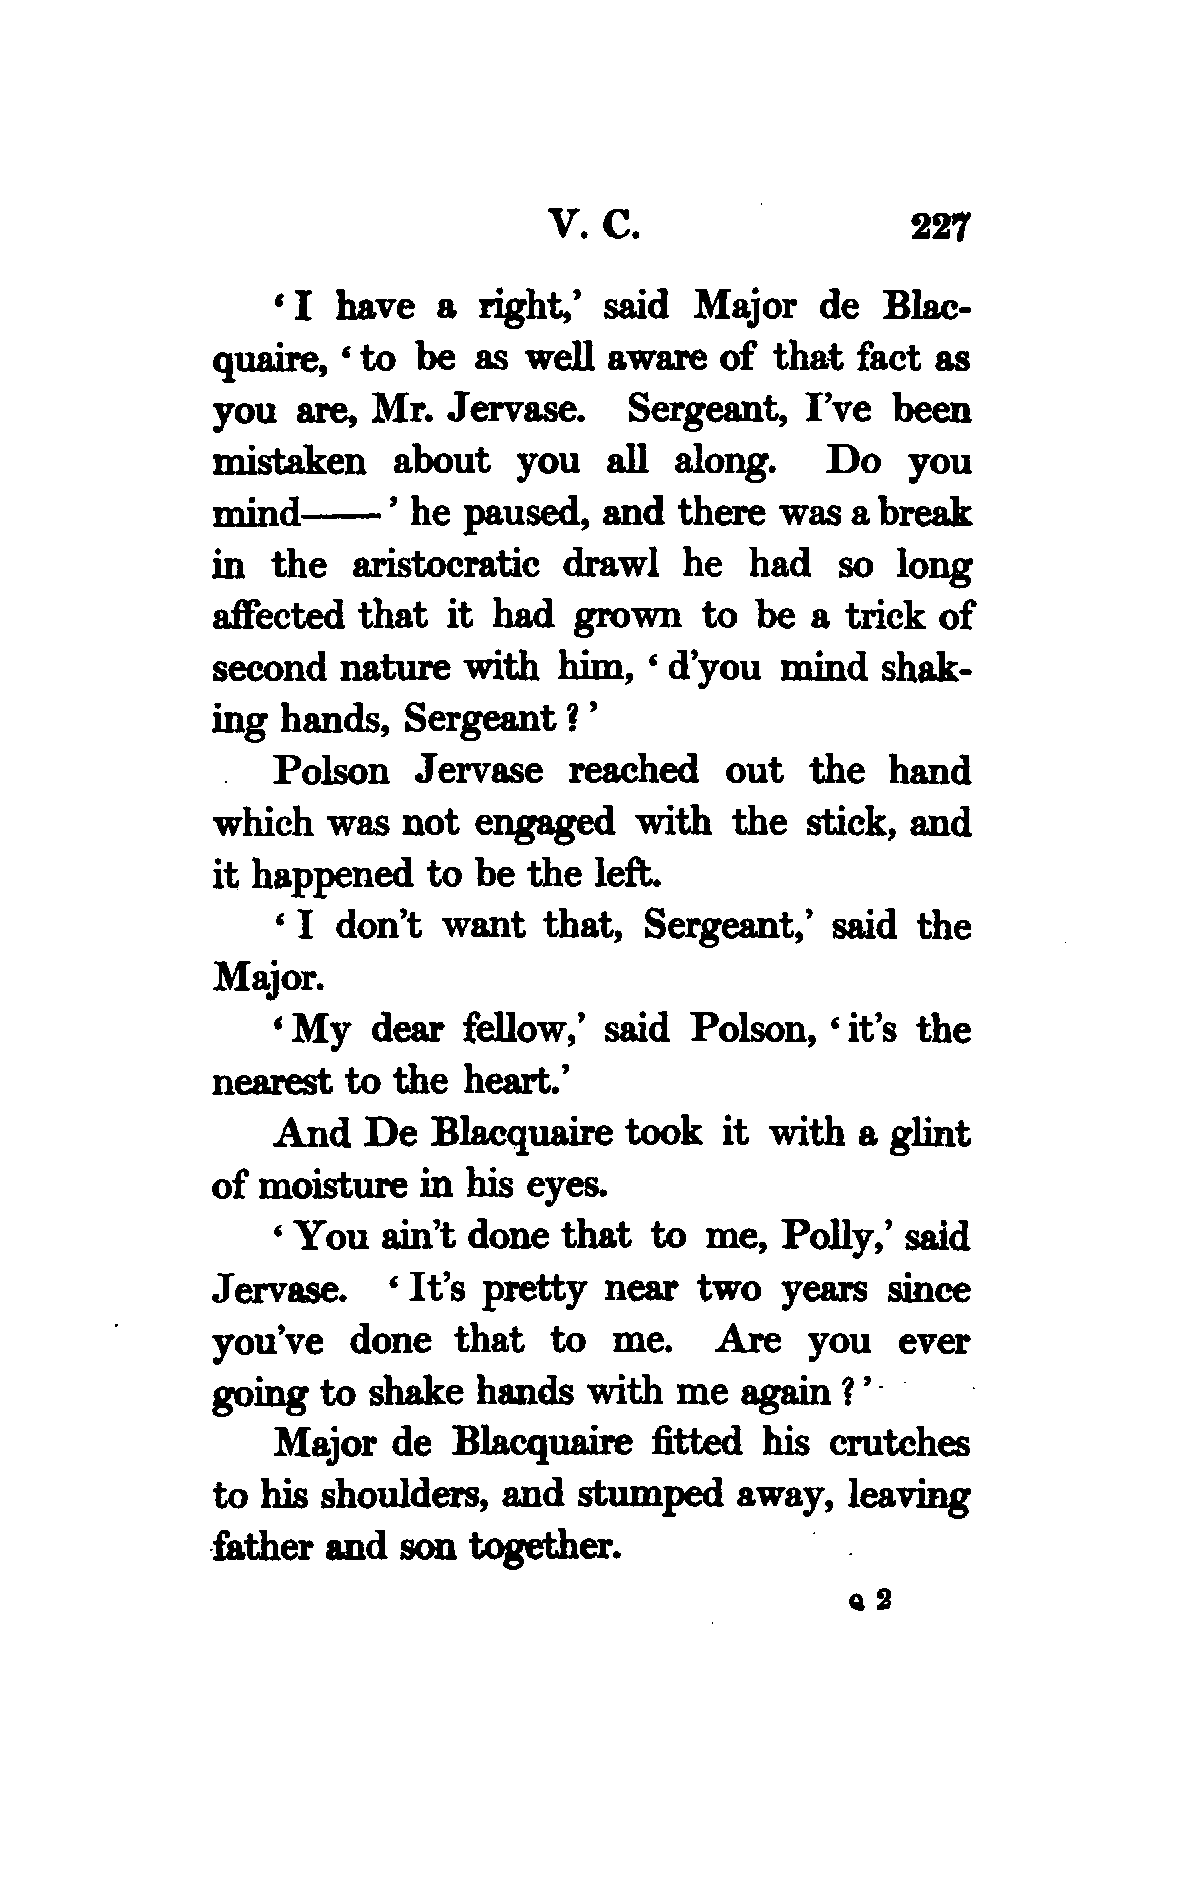 V. C. 227
‘I have a right,’ said Major de Blac-
quaire, ‘to be as well aware of that fact as
you are, Mr. Jervase. Sergeant, I’ve been
mistaken about you all along. Do you
mind——’ he paused, and there was a break
in the aristocratic drawl he had so long
affected that it had grown to be a trick of
second nature with him, ‘d’you mind shak-
ing hands, Sergeant?’
Polson Jervase reached out the hand
which was not engaged with the stick, and
it happened to be the left.
‘I don’t want that, Sergeant,’ said the
Major.
‘My dear fellow,’ said Polson, ‘it’s the
nearest to the heart.’
And De Blacquaire took it with a glint
of moisture in his eyes.
‘You ain’t done that to me, Polly,’ said
Jervase. ‘It’s pretty near two years since
you’ve done that to me. Are you ever
going to shake hands with me again?’
Major de Blacquaire fitted his crutches
to his shoulders, and stumped away, leaving
father and son together.
Q 2